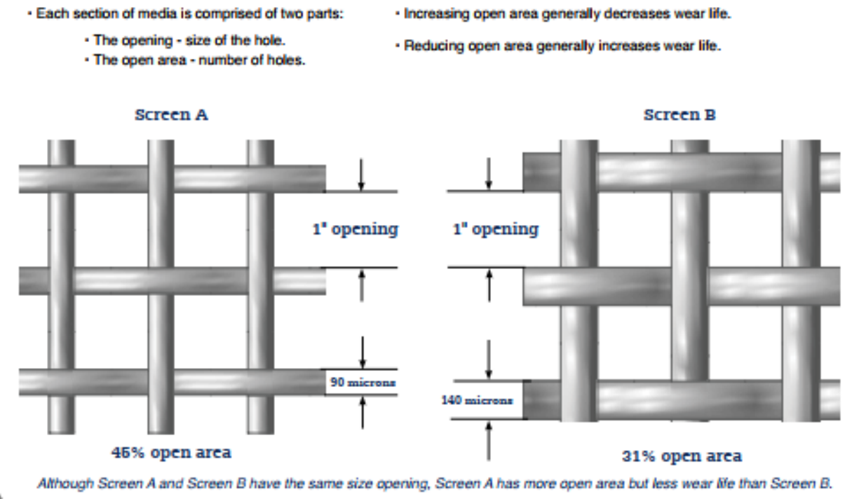 • Each section of media is comprised of two parts:
• The opening - size of the hole.
• The open area - number of holes.
• Increasing open area generally decreases wear life.
• Reducing open area generally increases wear life.
Screen A
Screen B
1" opening
1" opening
90 microns
140 microns
46% open area
31% open area
Although Screen A and Screen B have the same size opening, Screen A has more open area but less wear life than Screen B.